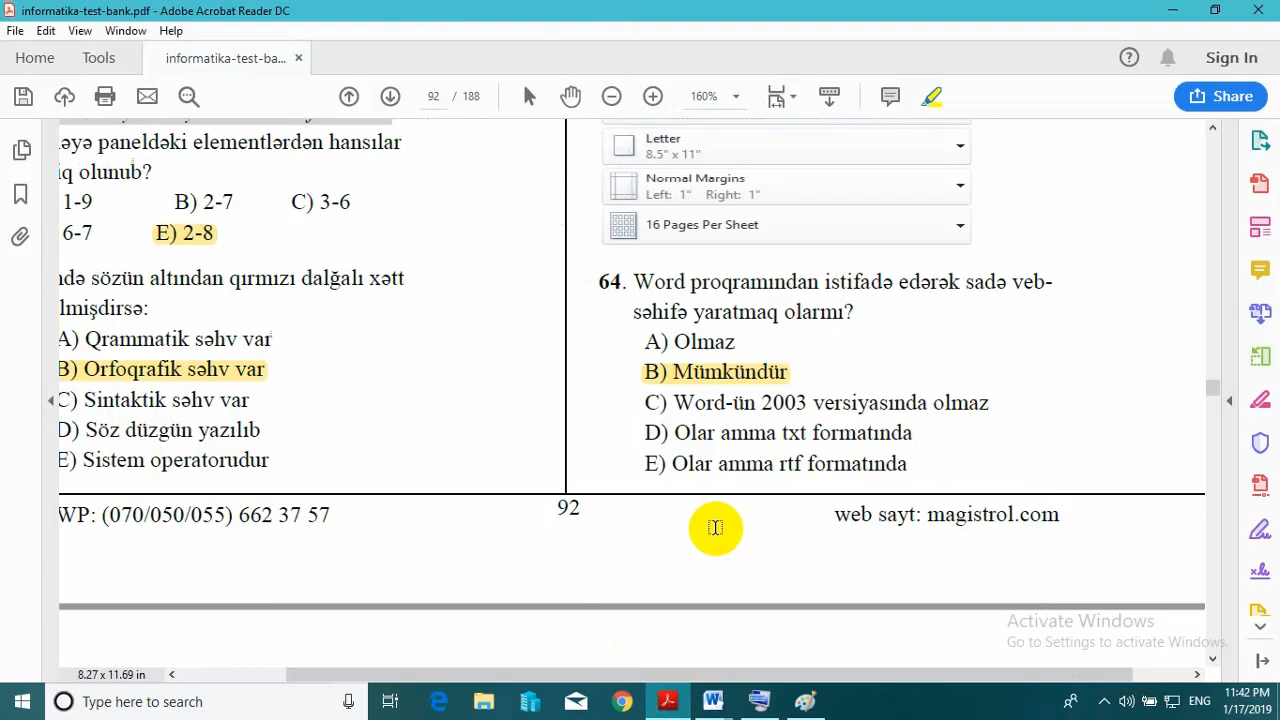 informatika-test-bank.pdf - Adobe Acrobat Reader DC
File Edit View Window Help
Home Tools informatika-test-ba... × Sign In
92 / 188 160% Share
ləyə paneldəki elementlərdən hansılar
iq olunub?
1-9 B) 2-7 C) 3-6
6-7 E) 2-8
ndə sözün altından qırmızı dalğalı xətt
lmişdirsə:
A) Qrammatik səhv var
B) Orfoqrafik səhv var
C) Sintaktik səhv var
D) Söz düzgün yazılıb
E) Sistem operatorudur
Letter
8.5" x 11"
Normal Margins
Left: 1" Right: 1"
16 Pages Per Sheet
64. Word proqramından istifadə edərək sadə veb-
səhifə yaratmaq olarmı?
A) Olmaz
B) Mümkündür
C) Word-ün 2003 versiyasında olmaz
D) Olar amma txt formatında
E) Olar amma rtf formatında
WP: (070/050/055) 662 37 57
92
web sayt: magistrol.com
Activate Windows
Go to Settings to activate Windows.
8.27 x 11.69 in
Type here to search
ENG
11:42 PM
1/17/2019